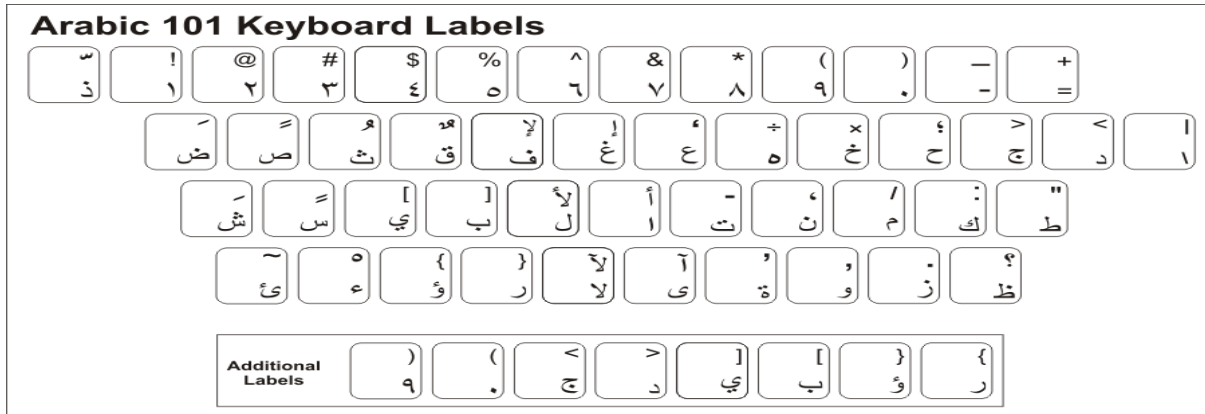 Arabic 101 Keyboard Labels
ّ ! @ # $ % ^ & * ( ) — +
ذ ١ ٢ ٣ ٤ ٥ ٦ ٧ ٨ ٩ ٠ - =
َ ً ُ ٌ لإ إ ‘ ÷ × ؛ > < |
ض ص ث ق ف غ ع ه خ ح ج د \
ِ ٍ [ ] لأ أ - ، / : "
ش س ي ب ل ا ت ن م ك ط
~ ْ { } لآ آ ’ , . ؟
ئ ء ؤ ر لا ى ة و ز ظ
Additional
Labels
) ( < > ] [ } {
٩ ٠ ج د ي ب ؤ ر